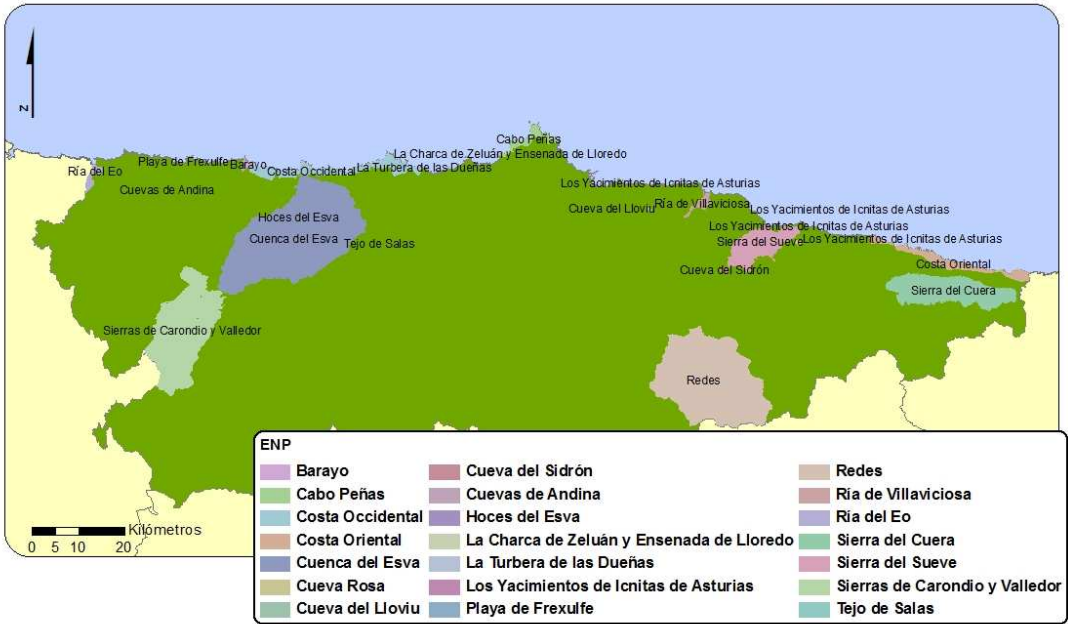 N
Cabo Peñas
La Charca de Zeluán y Ensenada de Lloredo
Playa de Frexulfe
Barayo
Costa Occidental
La Turbera de las Dueñas
Ría del Eo
Cuevas de Andina
Los Yacimientos de Icnitas de Asturias
Cueva del Lloviu
Ría de Villaviciosa
Los Yacimientos de Icnitas de Asturias
Hoces del Esva
Los Yacimientos de Icnitas de Asturias
Cuenca del Esva
Tejo de Salas
Sierra del Sueve
Los Yacimientos de Icnitas de Asturias
Cueva del Sidrón
Costa Oriental
Sierra del Cuera
Sierras de Carondio y Valledor
Redes
ENP
Barayo
Cabo Peñas
Costa Occidental
Costa Oriental
Cuenca del Esva
Cueva Rosa
Cueva del Lloviu
Cueva del Sidrón
Cuevas de Andina
Hoces del Esva
La Charca de Zeluán y Ensenada de Lloredo
La Turbera de las Dueñas
Los Yacimientos de Icnitas de Asturias
Playa de Frexulfe
Redes
Ría de Villaviciosa
Ría del Eo
Sierra del Cuera
Sierra del Sueve
Sierras de Carondio y Valledor
Tejo de Salas
Kilómetros
0 5 10 20